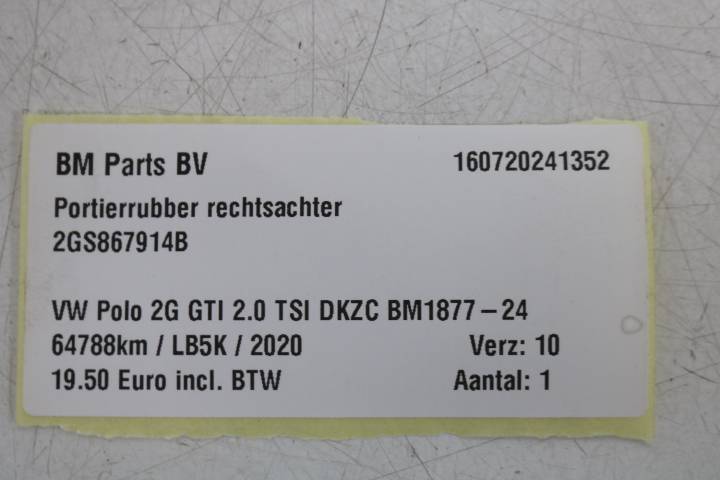 BM Parts BV 160720241352
Portierrubber rechtsachter
2GS867914B
VW Polo 2G GTI 2.0 TSI DKZC BM1877-24
64788km / LB5K / 2020 Verz: 10
19.50 Euro incl. BTW Aantal: 1